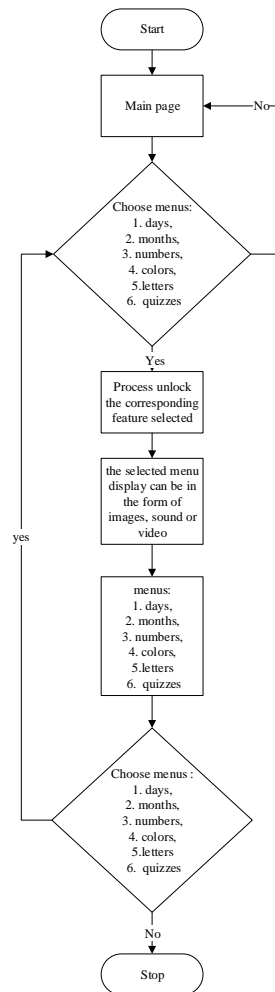 Start
Main page
No
Choose menus:
1. days,
2. months,
3. numbers,
4. colors,
5.letters
6. quizzes
Yes
Process unlock
the corresponding
feature selected
the selected menu
display can be in
the form of
images, sound or
video
yes
menus:
1. days,
2. months,
3. numbers,
4. colors,
5.letters
6. quizzes
Choose menus :
1. days,
2. months,
3. numbers,
4. colors,
5.letters
6. quizzes
No
Stop